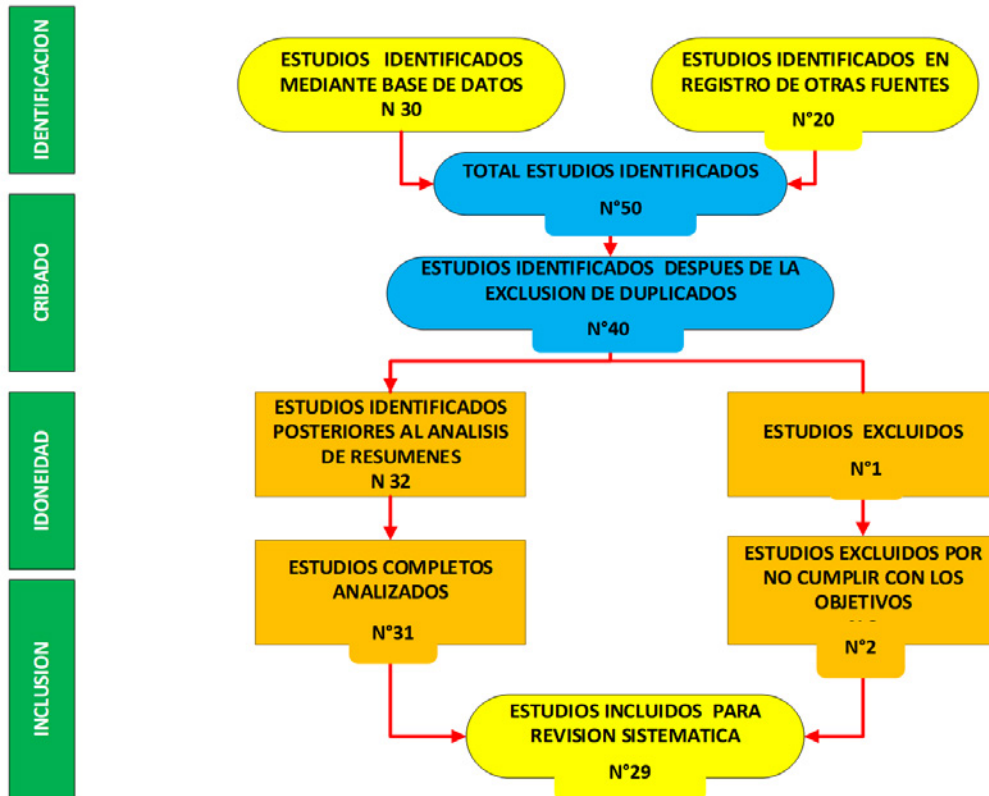 IDENTIFICACION
ESTUDIOS IDENTIFICADOS
MEDIANTE BASE DE DATOS
N 30
ESTUDIOS IDENTIFICADOS EN
REGISTRO DE OTRAS FUENTES
N°20
TOTAL ESTUDIOS IDENTIFICADOS
N°50
CRIBADO
ESTUDIOS IDENTIFICADOS DESPUES DE LA
EXCLUSION DE DUPLICADOS
N°40
IDONEIDAD
ESTUDIOS IDENTIFICADOS
POSTERIORES AL ANALISIS
DE RESUMENES
N 32
ESTUDIOS EXCLUIDOS
N°1
ESTUDIOS COMPLETOS
ANALIZADOS
N°31
ESTUDIOS EXCLUIDOS POR
NO CUMPLIR CON LOS
OBJETIVOS
N°2
INCLUSION
ESTUDIOS INCLUIDOS PARA
REVISION SISTEMATICA
N°29